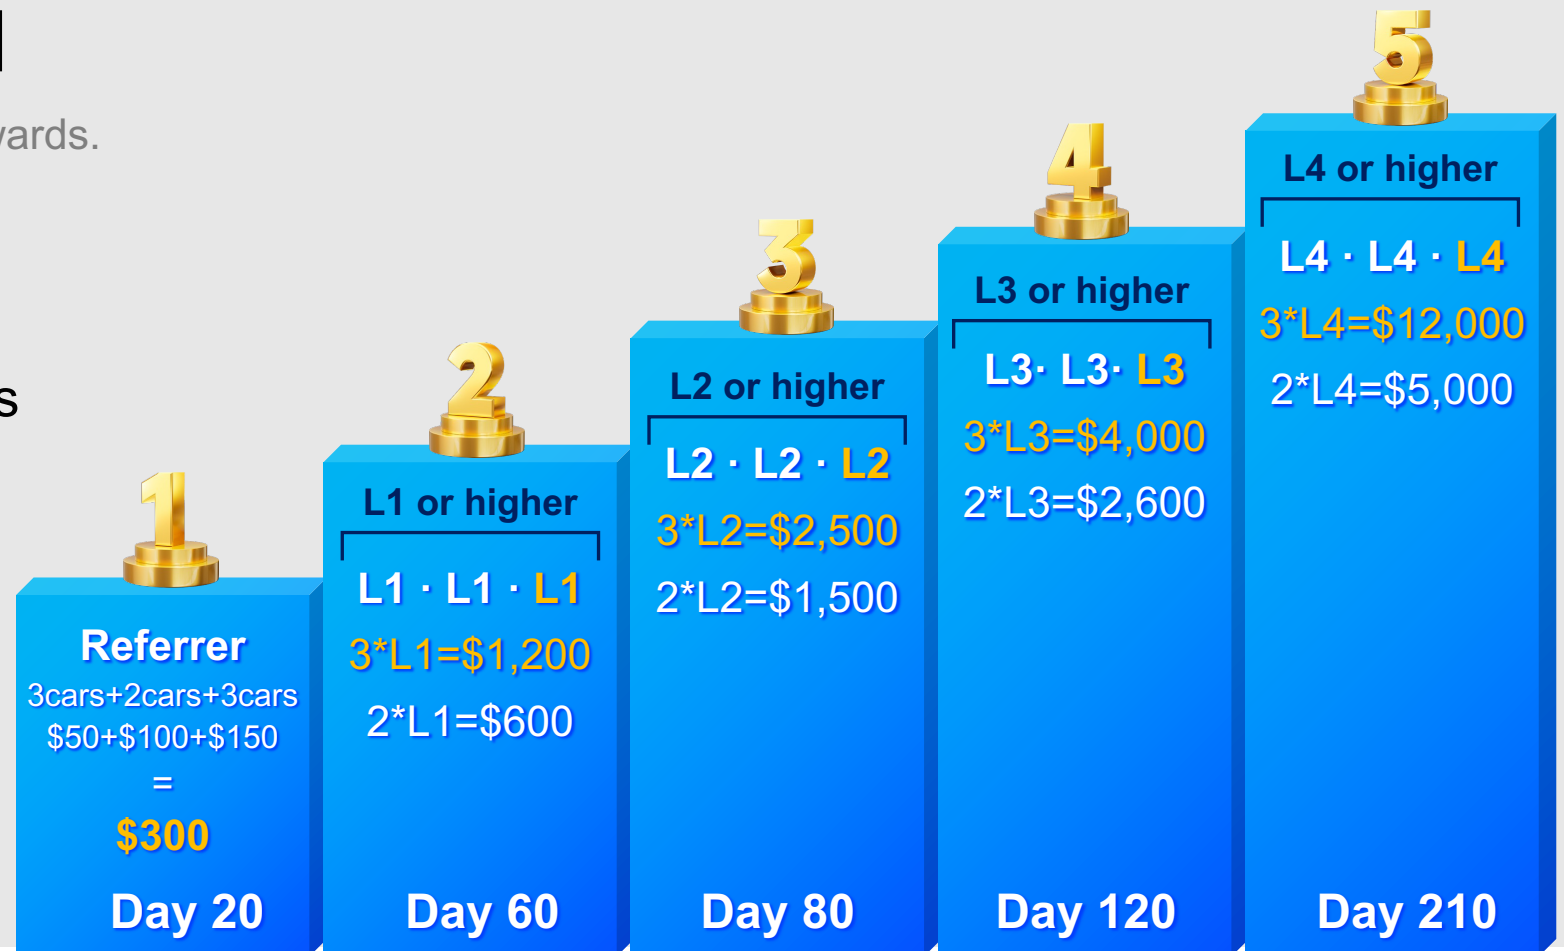 wards.
s
1
Referrer
3cars+2cars+3cars
$50+$100+$150
=
$300
Day 20
2
L1 or higher
L1 · L1 · L1
3*L1=$1,200
2*L1=$600
Day 60
3
L2 or higher
L2 · L2 · L2
3*L2=$2,500
2*L2=$1,500
Day 80
4
L3 or higher
L3· L3· L3
3*L3=$4,000
2*L3=$2,600
Day 120
5
L4 or higher
L4 · L4 · L4
3*L4=$12,000
2*L4=$5,000
Day 210